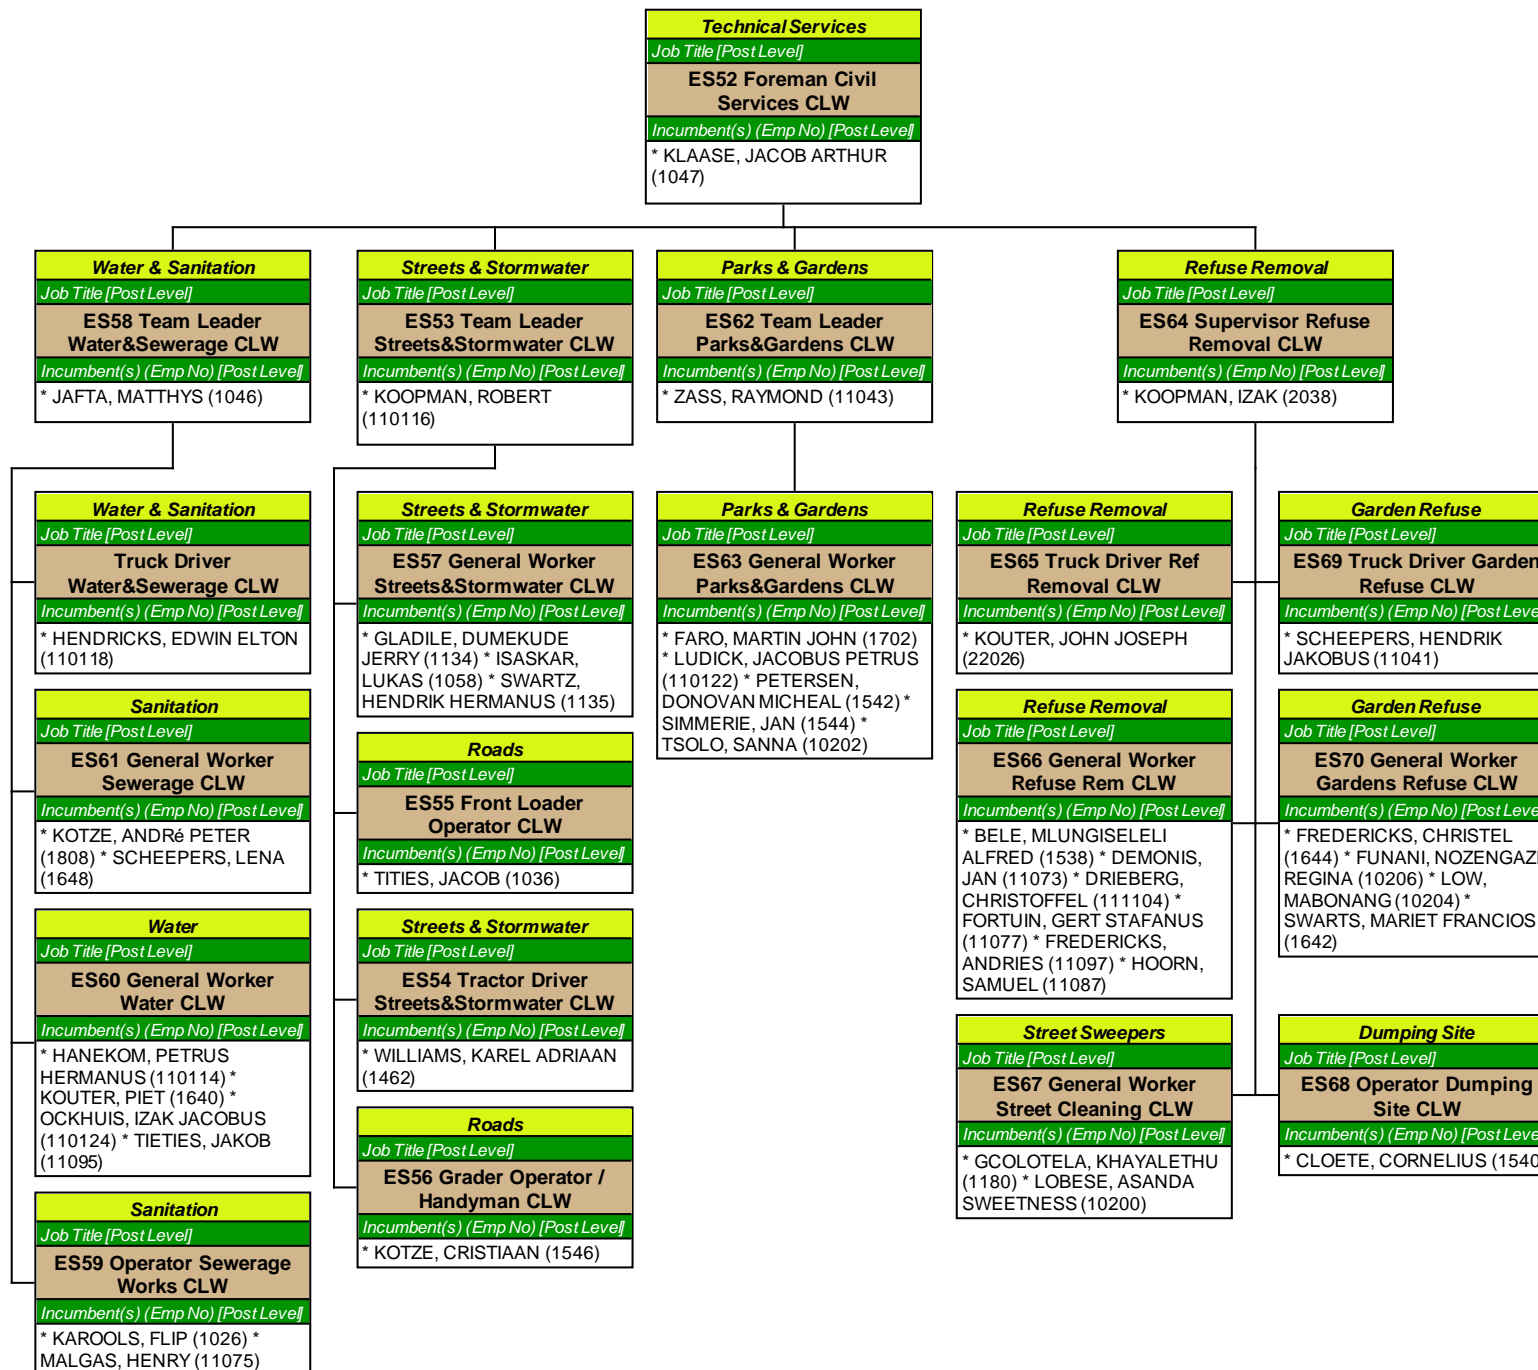 Technical Services
Job Title [Post Level]
ES52 Foreman Civil
Services CLW
Incumbent(s) (Emp No) [Post Level]
* KLAASE, JACOB ARTHUR
(1047)
Water & Sanitation
Job Title [Post Level]
ES58 Team Leader
Water&Sewerage CLW
Incumbent(s) (Emp No) [Post Level]
* JAFTA, MATTHYS (1046)
Streets & Stormwater
Job Title [Post Level]
ES53 Team Leader
Streets&Stormwater CLW
Incumbent(s) (Emp No) [Post Level]
* KOOPMAN, ROBERT
(110116)
Parks & Gardens
Job Title [Post Level]
ES62 Team Leader
Parks&Gardens CLW
Incumbent(s) (Emp No) [Post Level]
* ZASS, RAYMOND (11043)
Refuse Removal
Job Title [Post Level]
ES64 Supervisor Refuse
Removal CLW
Incumbent(s) (Emp No) [Post Level]
* KOOPMAN, IZAK (2038)
Water & Sanitation
Job Title [Post Level]
Truck Driver
Water&Sewerage CLW
Incumbent(s) (Emp No) [Post Level]
* HENDRICKS, EDWIN ELTON
(110118)
Sanitation
Job Title [Post Level]
ES61 General Worker
Sewerage CLW
Incumbent(s) (Emp No) [Post Level]
* KOTZE, ANDRé PETER
(1808) * SCHEEPERS, LENA
(1648)
Water
Job Title [Post Level]
ES60 General Worker
Water CLW
Incumbent(s) (Emp No) [Post Level]
* HANEKOM, PETRUS
HERMANUS (110114) *
KOUTER, PIET (1640) *
OCKHUIS, IZAK JACOBUS
(110124) * TIETIES, JAKOB
(11095)
Sanitation
Job Title [Post Level]
ES59 Operator Sewerage
Works CLW
Incumbent(s) (Emp No) [Post Level]
* KAROOLS, FLIP (1026) *
MALGAS, HENRY (11075)
Streets & Stormwater
Job Title [Post Level]
ES57 General Worker
Streets&Stormwater CLW
Incumbent(s) (Emp No) [Post Level]
* GLADILE, DUMEKUDE
JERRY (1134) * ISASKAR,
LUKAS (1058) * SWARTZ,
HENDRIK HERMANUS (1135)
Roads
Job Title [Post Level]
ES55 Front Loader
Operator CLW
Incumbent(s) (Emp No) [Post Level]
* TITIES, JACOB (1036)
Streets & Stormwater
Job Title [Post Level]
ES54 Tractor Driver
Streets&Stormwater CLW
Incumbent(s) (Emp No) [Post Level]
* WILLIAMS, KAREL ADRIAAN
(1462)
Roads
Job Title [Post Level]
ES56 Grader Operator /
Handyman CLW
Incumbent(s) (Emp No) [Post Level]
* KOTZE, CRISTIAAN (1546)
Parks & Gardens
Job Title [Post Level]
ES63 General Worker
Parks&Gardens CLW
Incumbent(s) (Emp No) [Post Level]
* FARO, MARTIN JOHN (1702)
* LUDICK, JACOBUS PETRUS
(110122) * PETERSEN,
DONOVAN MICHEAL (1542) *
SIMMERIE, JAN (1544) *
TSOLO, SANNA (10202)
Refuse Removal
Job Title [Post Level]
ES65 Truck Driver Ref
Removal CLW
Incumbent(s) (Emp No) [Post Level]
* KOUTER, JOHN JOSEPH
(22026)
Refuse Removal
Job Title [Post Level]
ES66 General Worker
Refuse Rem CLW
Incumbent(s) (Emp No) [Post Level]
* BELE, MLUNGISELELI
ALFRED (1538) * DEMONIS,
JAN (11073) * DRIEBERG,
CHRISTOFFEL (111104) *
FORTUIN, GERT STAFANUS
(11077) * FREDERICKS,
ANDRIES (11097) * HOORN,
SAMUEL (11087)
Street Sweepers
Job Title [Post Level]
ES67 General Worker
Street Cleaning CLW
Incumbent(s) (Emp No) [Post Level]
* GCOLOTELA, KHAYALETHU
(1180) * LOBESE, ASANDA
SWEETNESS (10200)
Garden Refuse
Job Title [Post Level]
ES69 Truck Driver Garden
Refuse CLW
Incumbent(s) (Emp No) [Post Leve
* SCHEEPERS, HENDRIK
JAKOBUS (11041)
Garden Refuse
Job Title [Post Level]
ES70 General Worker
Gardens Refuse CLW
Incumbent(s) (Emp No) [Post Leve
* FREDERICKS, CHRISTEL
(1644) * FUNANI, NOZENGAZI
REGINA (10206) * LOW,
MABONANG (10204) *
SWARTS, MARIET FRANCIOS
(1642)
Dumping Site
Job Title [Post Level]
ES68 Operator Dumping
Site CLW
Incumbent(s) (Emp No) [Post Leve
* CLOETE, CORNELIUS (1540